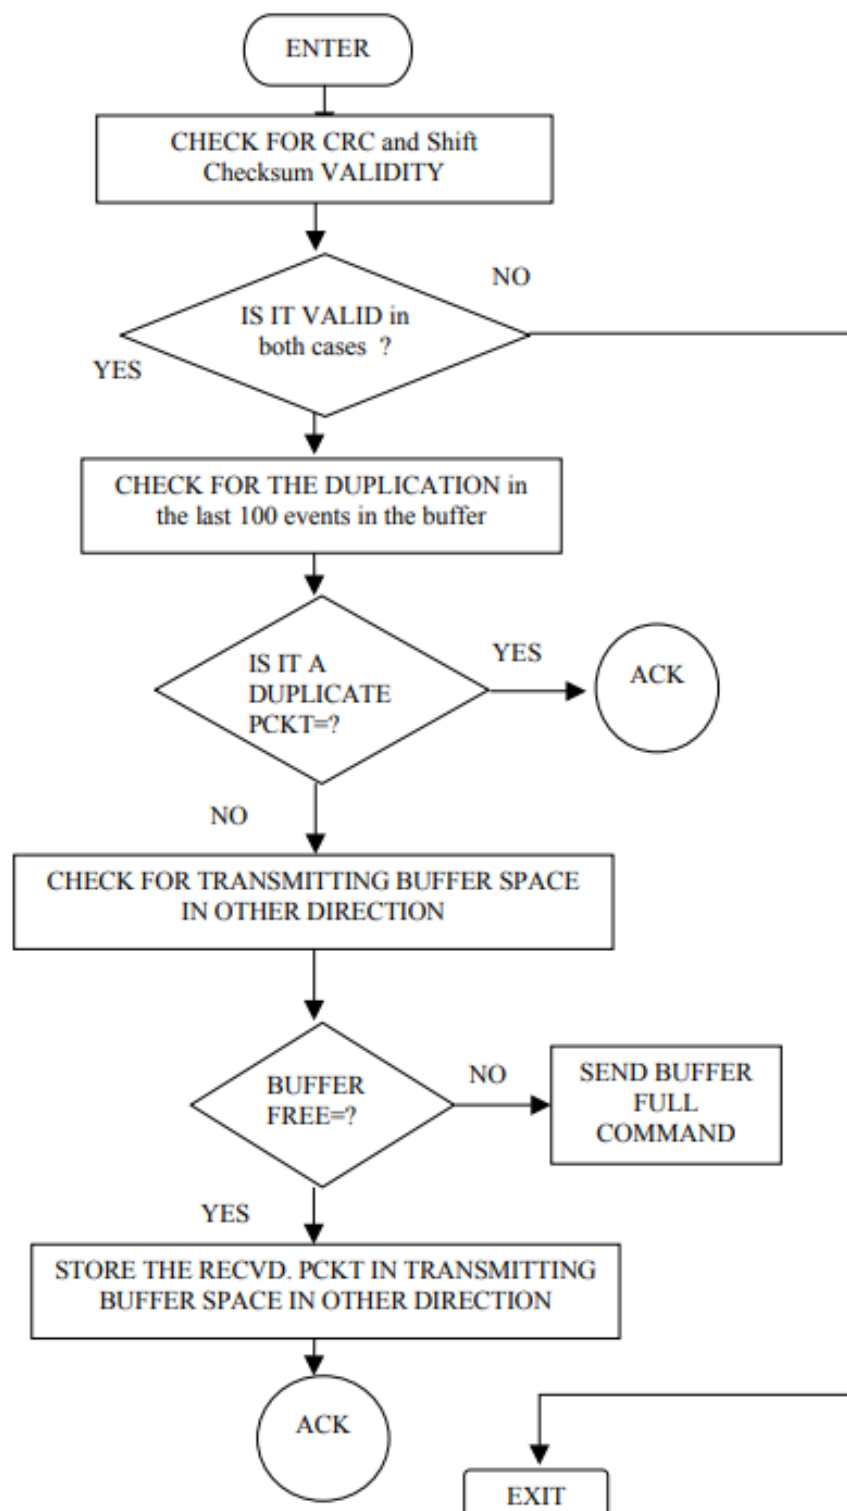 ENTER
CHECK FOR CRC and Shift
Checksum VALIDITY
NO
IS IT VALID in
both cases ?
YES
CHECK FOR THE DUPLICATION in
the last 100 events in the buffer
IS IT A
DUPLICATE
PCKT=?
YES
ACK
NO
CHECK FOR TRANSMITTING BUFFER SPACE
IN OTHER DIRECTION
BUFFER
FREE=?
NO
SEND BUFFER
FULL
COMMAND
YES
STORE THE RECVD. PCKT IN TRANSMITTING
BUFFER SPACE IN OTHER DIRECTION
ACK
EXIT